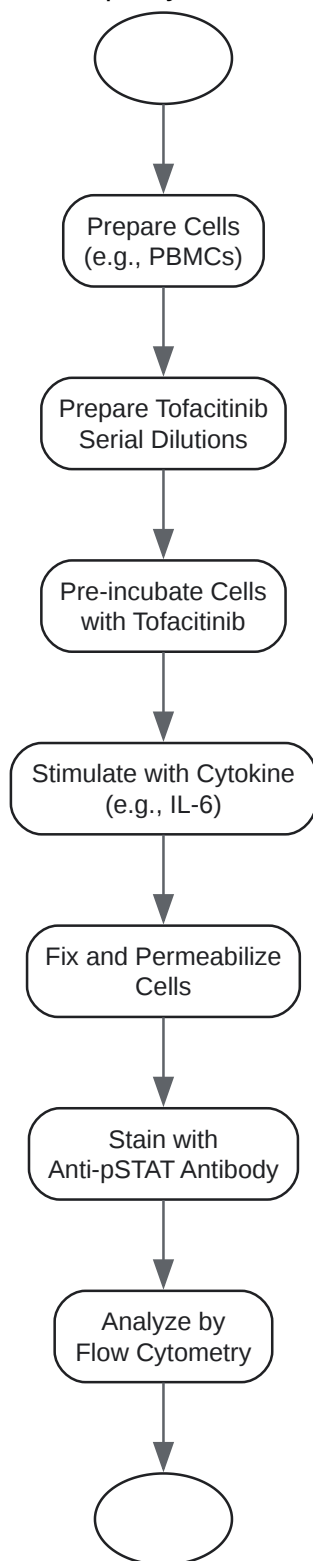 Prepare Cells
(e.g., PBMCs)
Prepare Tofacitinib
Serial Dilutions
Pre-incubate Cells
with Tofacitinib
Stimulate with Cytokine
(e.g., IL-6)
Fix and Permeabilize
Cells
Stain with
Anti-pSTAT Antibody
Analyze by
Flow Cytometry